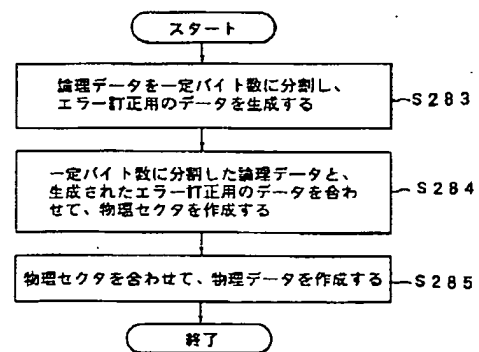 スタート
論理データを一定バイト数に分割し、
エラー訂正用のデータを生成する
S283
一定バイト数に分割した論理データと、
生成されたエラー訂正用のデータを合わ
せて、物理セクタを作成する
S284
物理セクタを合わせて、物理データを作成する
S285
終了